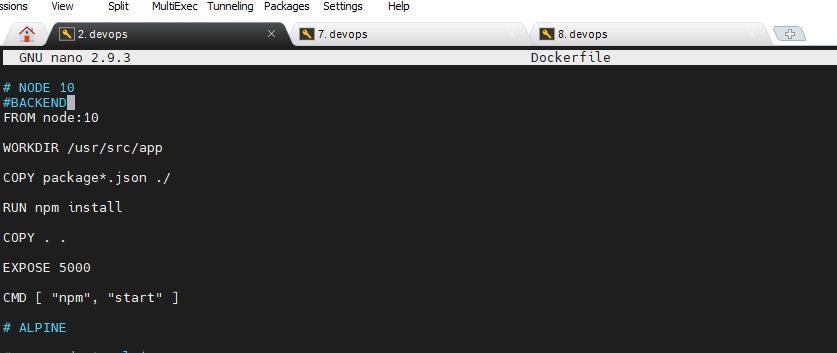 ssions View Split MultiExec Tunneling Packages Settings Help
2. devops 7. devops 8. devops
GNU nano 2.9.3 Dockerfile
# NODE 10
#BACKEND
FROM node:10
WORKDIR /usr/src/app
COPY package*.json ./
RUN npm install
COPY . .
EXPOSE 5000
CMD [ "npm", "start" ]
# ALPINE